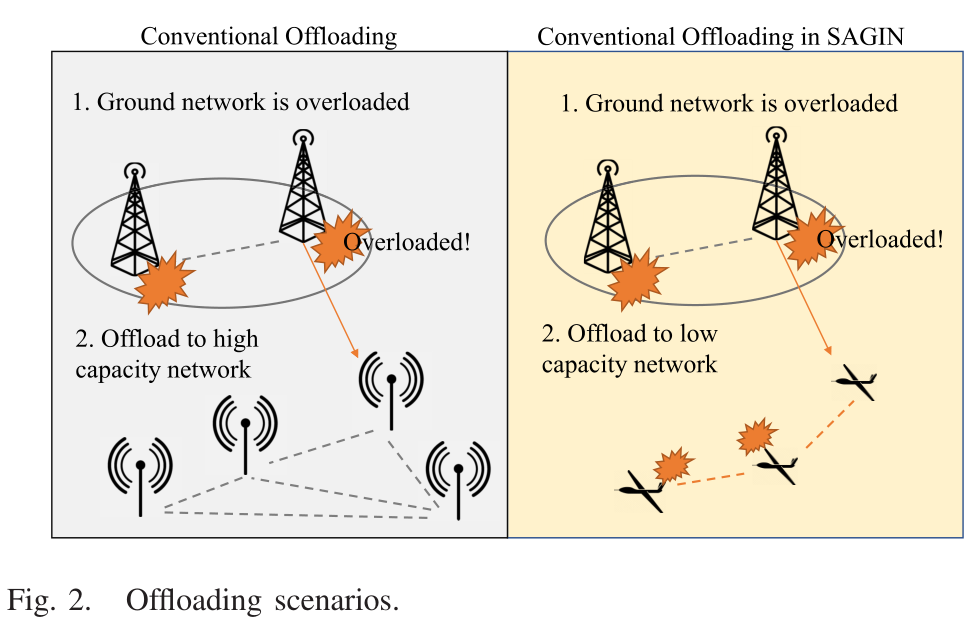 Conventional Offloading
1. Ground network is overloaded
Overloaded!
2. Offload to high
capacity network
Conventional Offloading in SAGIN
1. Ground network is overloaded
Overloaded!
2. Offload to low
capacity network
Fig. 2. Offloading scenarios.